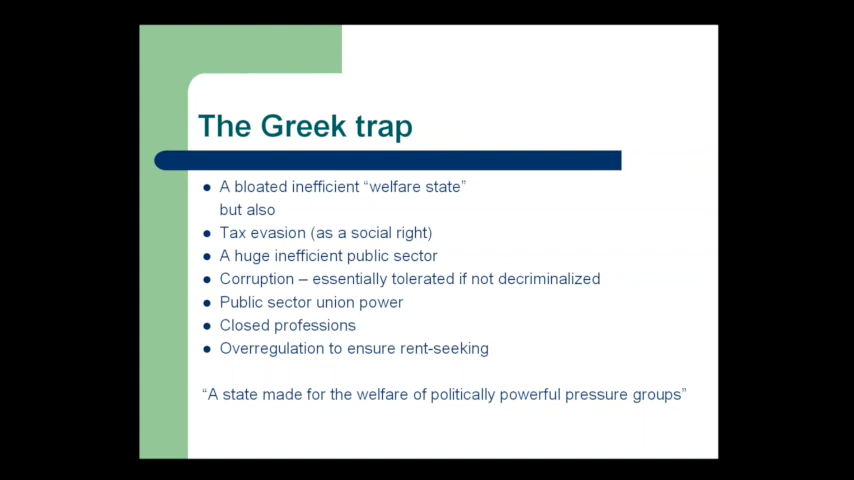 The Greek trap
● A bloated inefficient “welfare state”
but also
● Tax evasion (as a social right)
● A huge inefficient public sector
● Corruption – essentially tolerated if not decriminalized
● Public sector union power
● Closed professions
● Overregulation to ensure rent-seeking
“A state made for the welfare of politically powerful pressure groups”